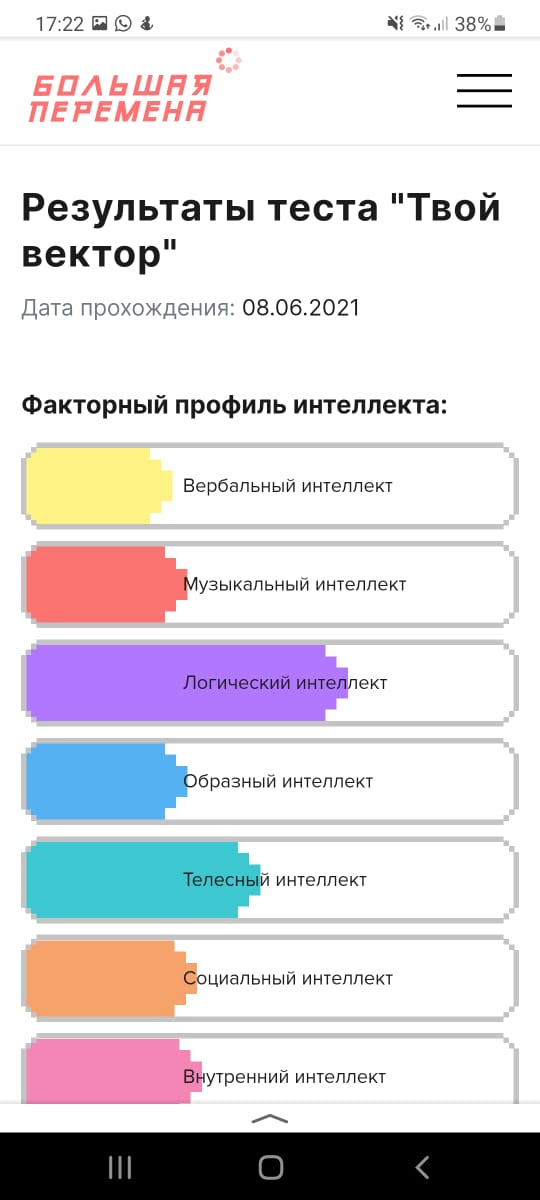 17:22
38%
БОЛЬШАЯ
ПЕРЕМЕНА
Результаты теста "Твой
вектор"
Дата прохождения: 08.06.2021
Факторный профиль интеллекта:
Вербальный интеллект
Музыкальный интеллект
Логический интеллект
Образный интеллект
Телесный интеллект
Социальный интеллект
Внутренний интеллект